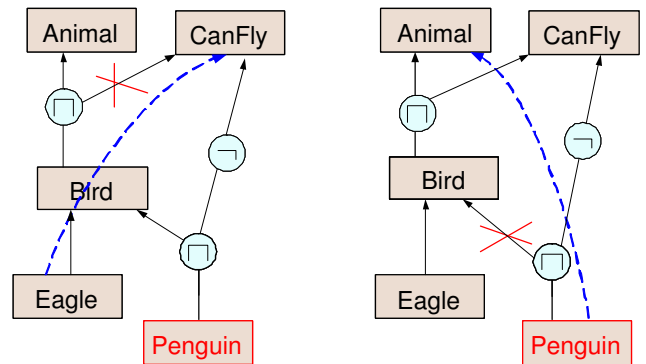 Animal
CanFly
⊓
¬
Bird
⊓
Eagle
Penguin
Animal
CanFly
⊓
¬
Bird
⊓
Eagle
Penguin